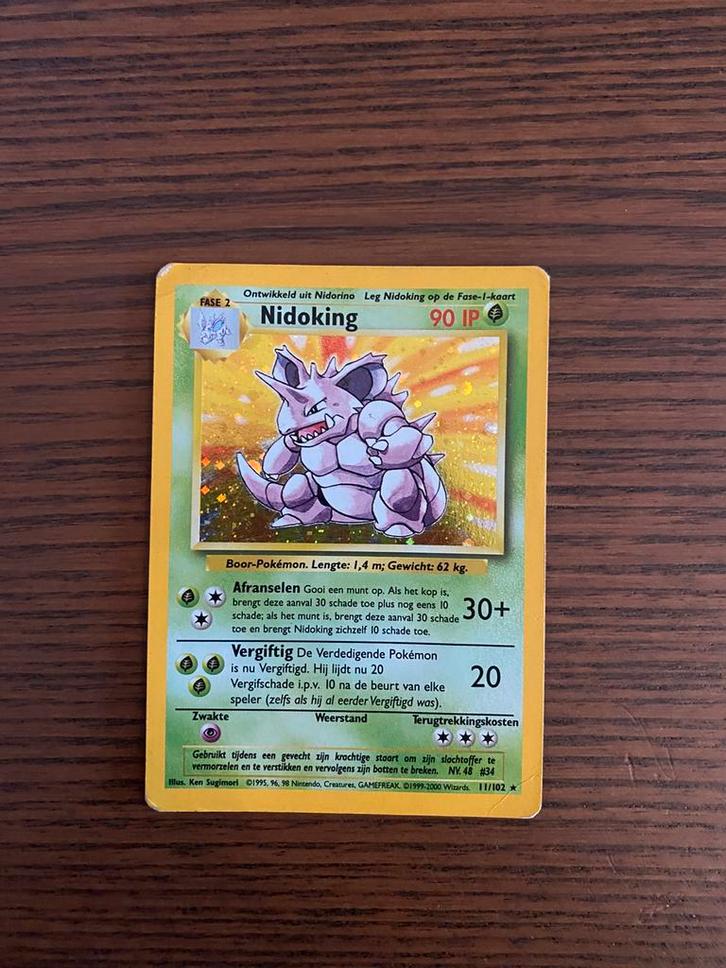 FASE 2
Ontwikkeld uit Nidorino Leg Nidoking op de Fase-1-kaart
Nidoking 90 IP
Boor-Pokémon. Lengte: 1,4 m; Gewicht: 62 kg.
Afranselen Gooi een munt op. Als het kop is,
brengt deze aanval 30 schade toe plus nog eens 10
schade; als het munt is, brengt deze aanval 30 schade
toe en brengt Nidoking zichzelf 10 schade toe.
30+
Vergiftig De Verdedigende Pokémon
is nu Vergiftigd. Hij lijdt nu 20
Vergifschade i.p.v. 10 na de beurt van elke
speler (zelfs als hij al eerder Vergiftigd was).
20
Zwakte Weerstand Terugtrekkingskosten
Gebruikt tijdens een gevecht zijn krachtige staart om zijn slachtoffer te
vermorzelen en te verstikken en vervolgens zijn botten te breken. NV. 48 #34
Illus. Ken Sugimori ©1995, 96, 98 Nintendo, Creatures, GAMEFREAK. ©1999-2000 Wizards. 11/102 ★